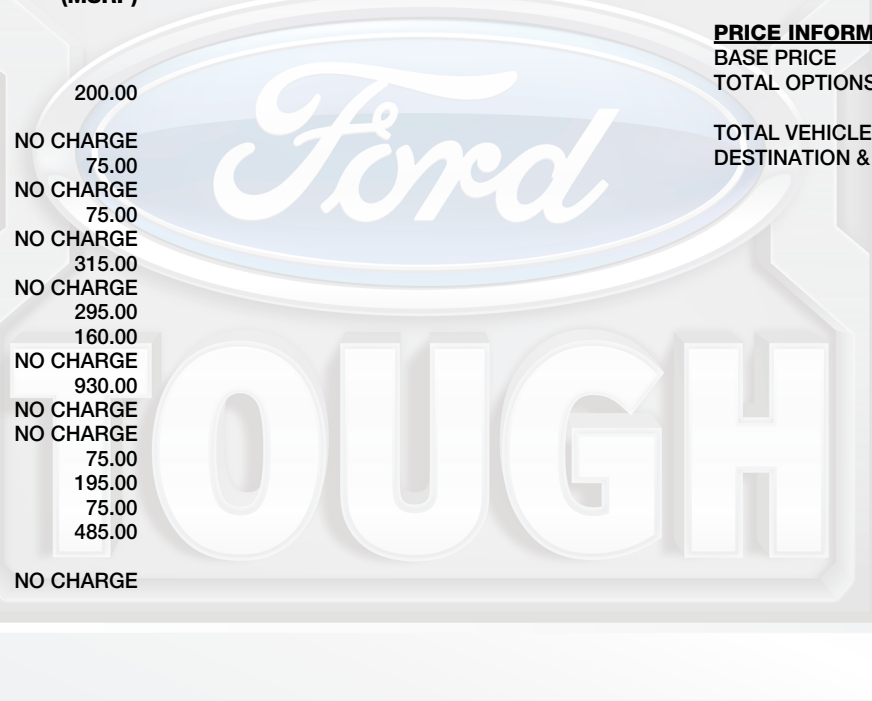 (MSRP)
200.00
NO CHARGE
75.00
NO CHARGE
75.00
NO CHARGE
315.00
NO CHARGE
295.00
160.00
NO CHARGE
930.00
NO CHARGE
NO CHARGE
75.00
195.00
75.00
485.00
NO CHARGE
PRICE INFORM
BASE PRICE
TOTAL OPTIONS
TOTAL VEHICLE
DESTINATION &
Ford
TOUGH